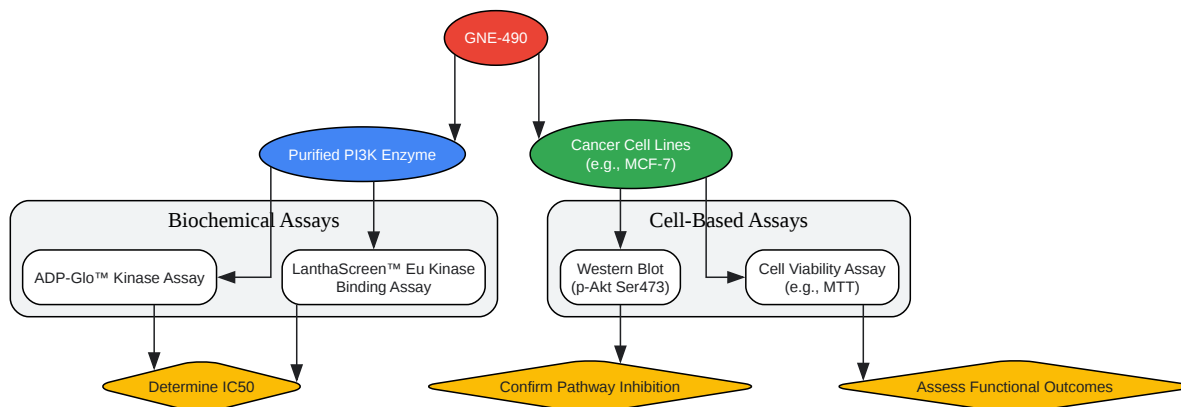 GNE-490
Purified PI3K Enzyme
Cancer Cell Lines
(e.g., MCF-7)
Biochemical Assays
Cell-Based Assays
ADP-Glo™ Kinase Assay
LanthaScreen™ Eu Kinase
Binding Assay
Western Blot
(p-Akt Ser473)
Cell Viability Assay
(e.g., MTT)
Determine IC50
Confirm Pathway Inhibition
Assess Functional Outcomes